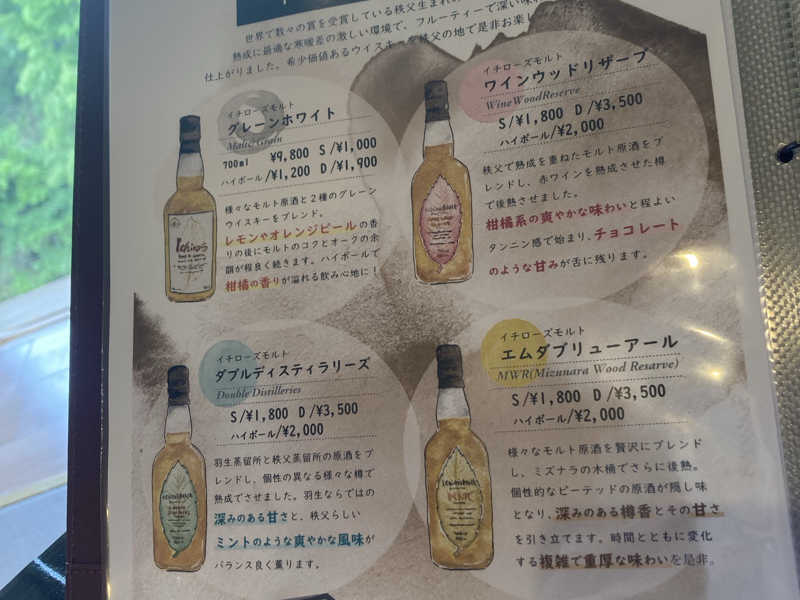 世界で数々の賞を受賞している秩父生まれの
熟成に最適な寒暖差の激しい環境で、フルーティーで深い味わ
仕上がりました。希少価値あるウイスキーを秩父の地で是非お楽し
イチローズモルト
グレーンホワイト
Malt&Grain
700ml ¥9,800 S/¥1,000
ハイボール/¥1,200 D/¥1,900
様々なモルト原酒と2種のグレーン
ウイスキーをブレンド。
レモンやオレンジピールの香
りの後にモルトのコクとオークの余
韻が程良く続きます。ハイボールで
柑橘の香りが溢れる飲み心地に！
イチローズモルト
ワインウッドリザーブ
WineWoodReserve
S/¥1,800 D/¥3,500
ハイボール/¥2,000
秩父で熟成を重ねたモルト原酒をブ
レンドし、赤ワインを熟成させた樽
で後熟させました。
柑橘系の爽やかな味わいと程よい
タンニン感で始まり、チョコレート
のような甘みが舌に残ります。
イチローズモルト
ダブルディスティラリーズ
Double Distilleries
S/¥1,800 D/¥3,500
ハイボール/¥2,000
羽生蒸留所と秩父蒸留所の原酒をブ
レンドし、個性の異なる様々な樽で
熟成でさせました。羽生ならではの
深みのある甘さと、秩父らしい
ミントのような爽やかな風味が
バランス良く薫ります。
イチローズモルト
エムダブリューアール
MWR(Mizunara Wood Resarve)
S/¥1,800 D/¥3,500
ハイボール/¥2,000
様々なモルト原酒を贅沢にブレンド
し、ミズナラの木桶でさらに後熟。
個性的なピーテッドの原酒が隠し味
となり、深みのある樽香とその甘さ
を引き立てます。時間とともに変化
する複雑で重厚な味わいを是非。
Ichiro's
MWR